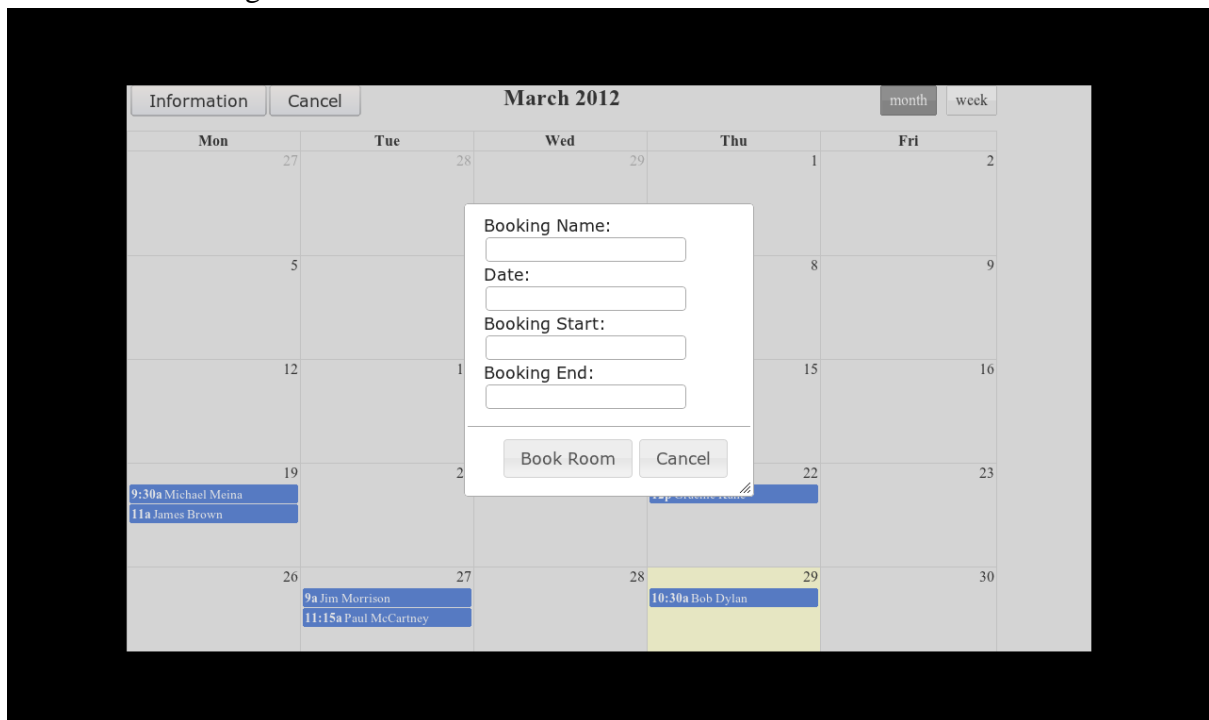 Information Cancel March 2012 month week
Mon Tue Wed Thu Fri
27 28 29 1 2
Booking Name:
5 8 9
Date:
Booking Start:
12 1 15 16
Booking End:
Book Room Cancel
19 2 22 23
9:30a Michael Meina
11a James Brown
26 27 28 29 30
9a Jim Morrison 10:30a Bob Dylan
11:15a Paul McCartney